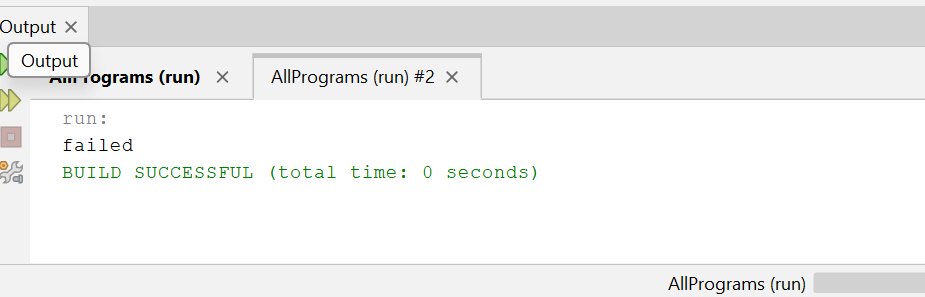 Output
Output
AllPrograms (run)
AllPrograms (run) #2
run:
failed
BUILD SUCCESSFUL (total time: 0 seconds)
AllPrograms (run)